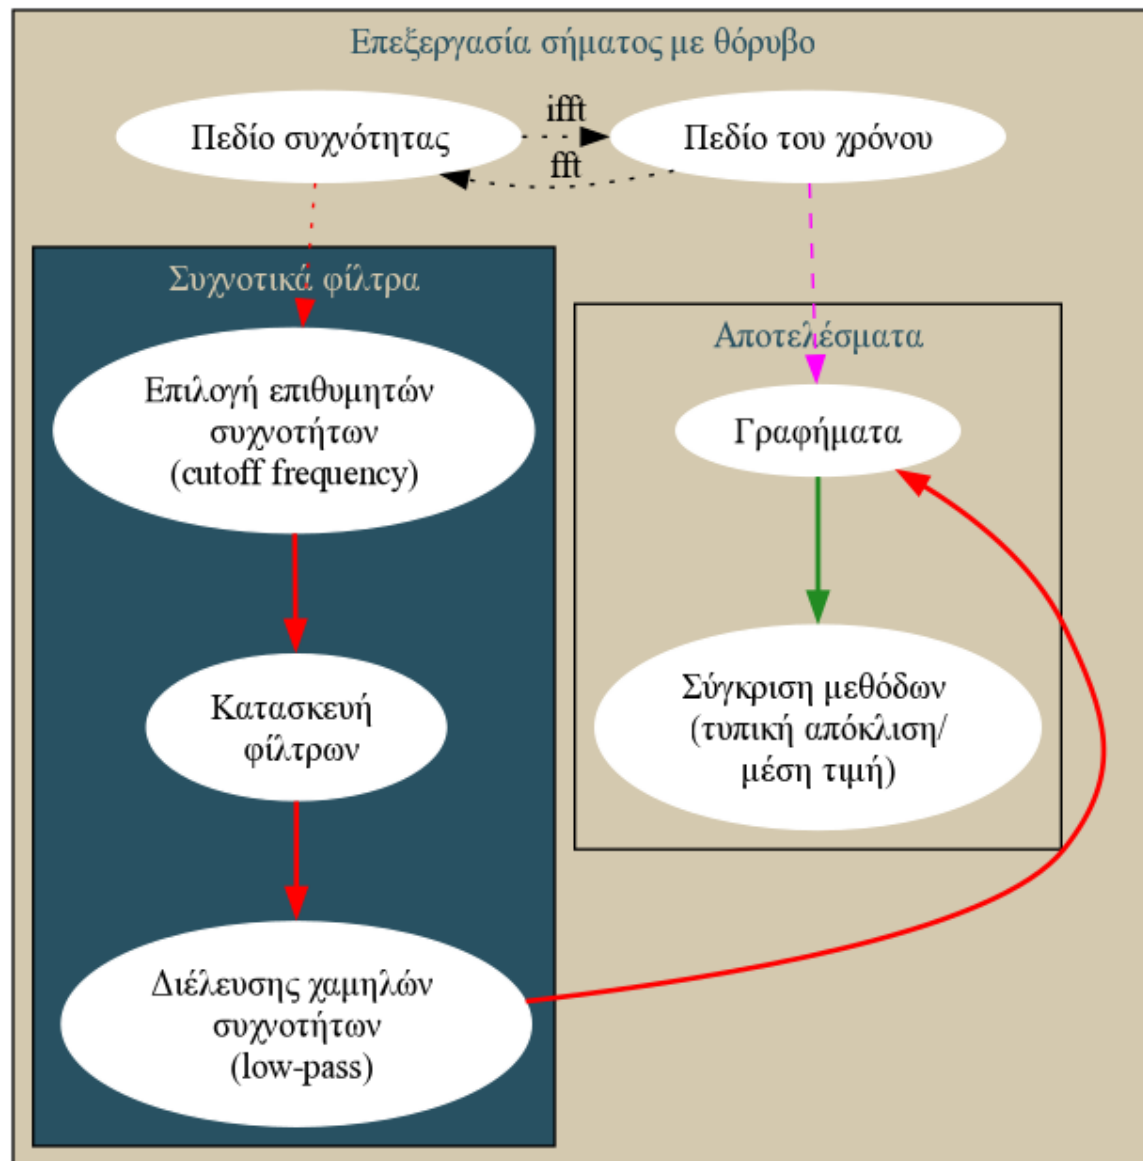 Επεξεργασία σήματος με θόρυβο
Πεδίο συχνότητας
ifft
Πεδίο του χρόνου
fft
Συχνοτικά φίλτρα
Επιλογή επιθυμητών
συχνοτήτων
(cutoff frequency)
Κατασκευή
φίλτρων
Διέλευσης χαμηλών
συχνοτήτων
(low-pass)
Αποτελέσματα
Γραφήματα
Σύγκριση μεθόδων
(τυπική απόκλιση/
μέση τιμή)